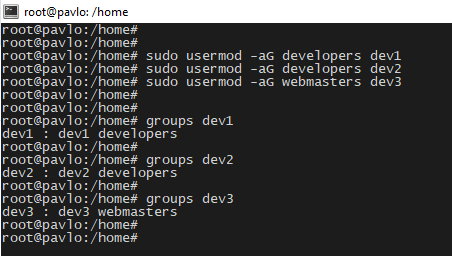 root@pavlo: /home
root@pavlo:/home#
root@pavlo:/home#
root@pavlo:/home# sudo usermod -aG developers dev1
root@pavlo:/home# sudo usermod -aG developers dev2
root@pavlo:/home# sudo usermod -aG webmasters dev3
root@pavlo:/home#
root@pavlo:/home#
root@pavlo:/home# groups dev1
dev1 : dev1 developers
root@pavlo:/home#
root@pavlo:/home# groups dev2
dev2 : dev2 developers
root@pavlo:/home#
root@pavlo:/home# groups dev3
dev3 : dev3 webmasters
root@pavlo:/home#
root@pavlo:/home#